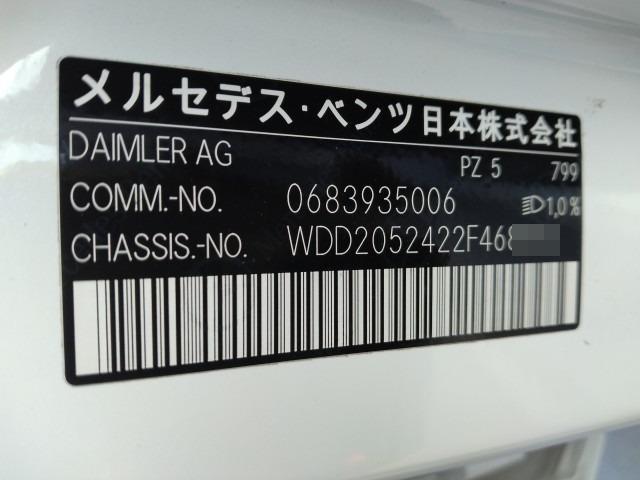 メルセデス・ベンツ日本株式会社
DAIMLER AG PZ 5 799
COMM.-NO. 0683935006 1,0%
CHASSIS.-NO. WDD2052422F468